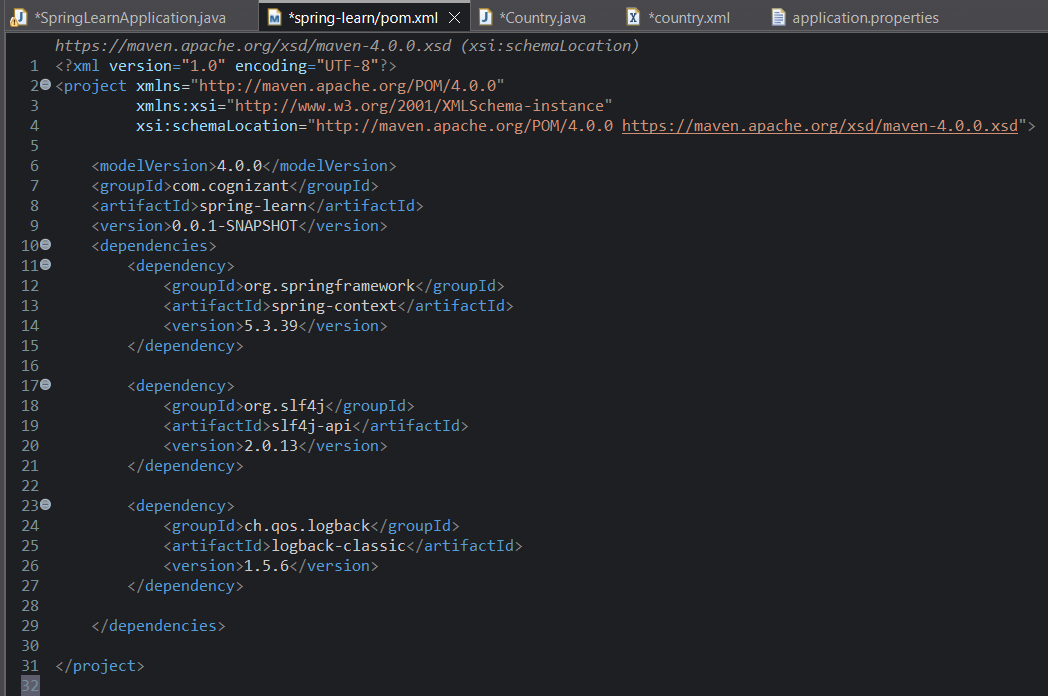 *SpringLearnApplication.java *spring-learn/pom.xml *Country.java *country.xml application.properties
https://maven.apache.org/xsd/maven-4.0.0.xsd (xsi:schemaLocation)
1 <?xml version="1.0" encoding="UTF-8"?>
2 <project xmlns="http://maven.apache.org/POM/4.0.0"
3          xmlns:xsi="http://www.w3.org/2001/XMLSchema-instance"
4          xsi:schemaLocation="http://maven.apache.org/POM/4.0.0 https://maven.apache.org/xsd/maven-4.0.0.xsd">
5
6     <modelVersion>4.0.0</modelVersion>
7     <groupId>com.cognizant</groupId>
8     <artifactId>spring-learn</artifactId>
9     <version>0.0.1-SNAPSHOT</version>
10     <dependencies>
11         <dependency>
12             <groupId>org.springframework</groupId>
13             <artifactId>spring-context</artifactId>
14             <version>5.3.39</version>
15         </dependency>
16
17         <dependency>
18             <groupId>org.slf4j</groupId>
19             <artifactId>slf4j-api</artifactId>
20             <version>2.0.13</version>
21         </dependency>
22
23         <dependency>
24             <groupId>ch.qos.logback</groupId>
25             <artifactId>logback-classic</artifactId>
26             <version>1.5.6</version>
27         </dependency>
28
29     </dependencies>
30
31 </project>
32